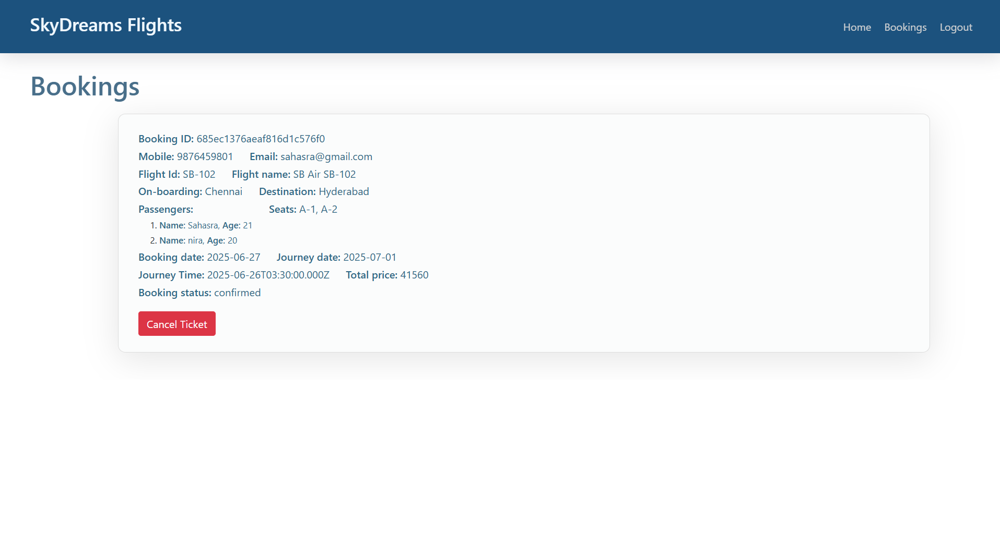 SkyDreams Flights
Home Bookings Logout
Bookings
Booking ID: 685ec1376aeaf816d1c576f0
Mobile: 9876459801 Email: sahasra@gmail.com
Flight Id: SB-102 Flight name: SB Air SB-102
On-boarding: Chennai Destination: Hyderabad
Passengers: Seats: A-1, A-2
1. Name: Sahasra, Age: 21
2. Name: nira, Age: 20
Booking date: 2025-06-27 Journey date: 2025-07-01
Journey Time: 2025-06-26T03:30:00.000Z Total price: 41560
Booking status: confirmed
Cancel Ticket